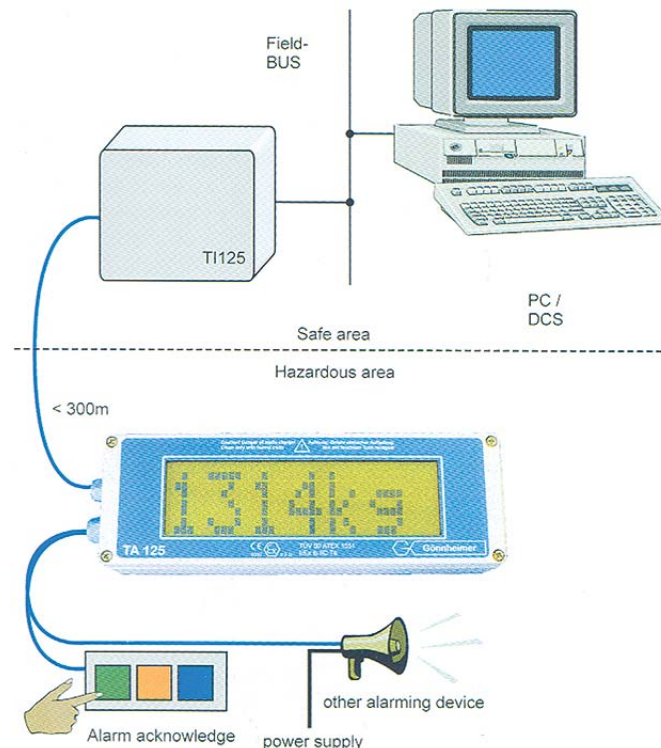 Field-
BUS
TI125
PC /
DCS
Safe area
Hazardous area
< 300m
TA 125
Gönnheimer
other alarming device
Alarm acknowledge
power supply